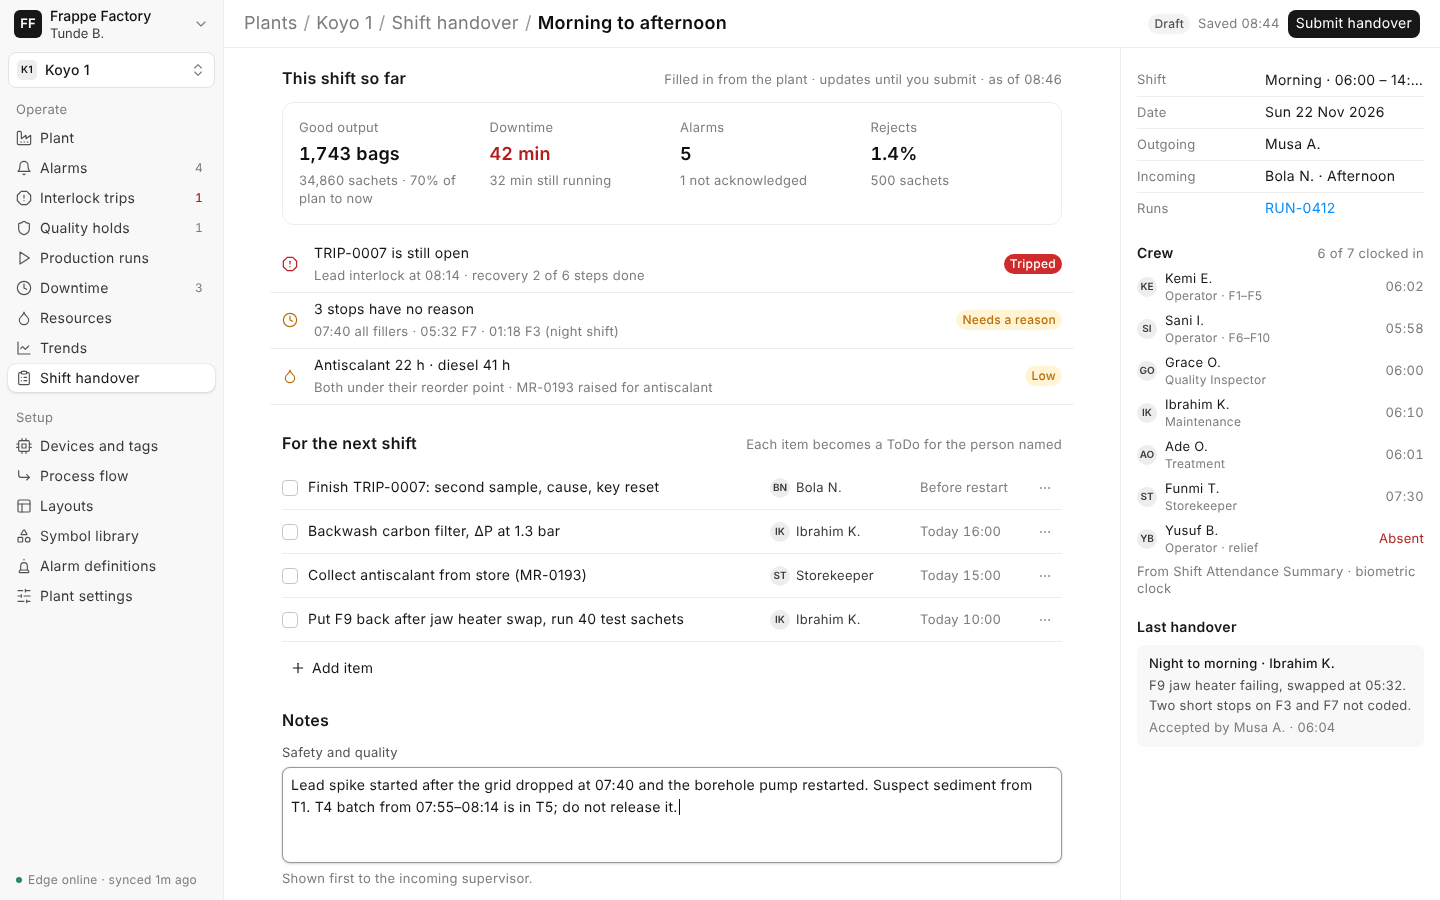 FF
Frappe Factory
Tunde B.
K1
Koyo 1
Operate
Plant
Alarms 4
Interlock trips 1
Quality holds 1
Production runs
Downtime 3
Resources
Trends
Shift handover
Setup
Devices and tags
Process flow
Layouts
Symbol library
Alarm definitions
Plant settings
Edge online · synced 1m ago
Plants / Koyo 1 / Shift handover / Morning to afternoon
Draft
Saved 08:44
Submit handover
This shift so far
Filled in from the plant · updates until you submit · as of 08:46
Good output
1,743 bags
34,860 sachets · 70% of
plan to now
Downtime
42 min
32 min still running
Alarms
5
1 not acknowledged
Rejects
1.4%
500 sachets
TRIP-0007 is still open
Lead interlock at 08:14 · recovery 2 of 6 steps done
Tripped
3 stops have no reason
07:40 all fillers · 05:32 F7 · 01:18 F3 (night shift)
Needs a reason
Antiscalant 22 h · diesel 41 h
Both under their reorder point · MR-0193 raised for antiscalant
Low
For the next shift
Each item becomes a ToDo for the person named
Finish TRIP-0007: second sample, cause, key reset BN Bola N. Before restart ···
Backwash carbon filter, ΔP at 1.3 bar IK Ibrahim K. Today 16:00 ···
Collect antiscalant from store (MR-0193) ST Storekeeper Today 15:00 ···
Put F9 back after jaw heater swap, run 40 test sachets IK Ibrahim K. Today 10:00 ···
+ Add item
Notes
Safety and quality
Lead spike started after the grid dropped at 07:40 and the borehole pump restarted. Suspect sediment from
T1. T4 batch from 07:55–08:14 is in T5; do not release it.
Shown first to the incoming supervisor.
Shift Morning · 06:00 – 14:...
Date Sun 22 Nov 2026
Outgoing Musa A.
Incoming Bola N. · Afternoon
Runs RUN-0412
Crew 6 of 7 clocked in
KE Kemi E. 06:02
Operator · F1–F5
SI Sani I. 05:58
Operator · F6–F10
GO Grace O. 06:00
Quality Inspector
IK Ibrahim K. 06:10
Maintenance
AO Ade O. 06:01
Treatment
ST Funmi T. 07:30
Storekeeper
YB Yusuf B. Absent
Operator · relief
From Shift Attendance Summary · biometric
clock
Last handover
Night to morning · Ibrahim K.
F9 jaw heater failing, swapped at 05:32.
Two short stops on F3 and F7 not coded.
Accepted by Musa A. · 06:04